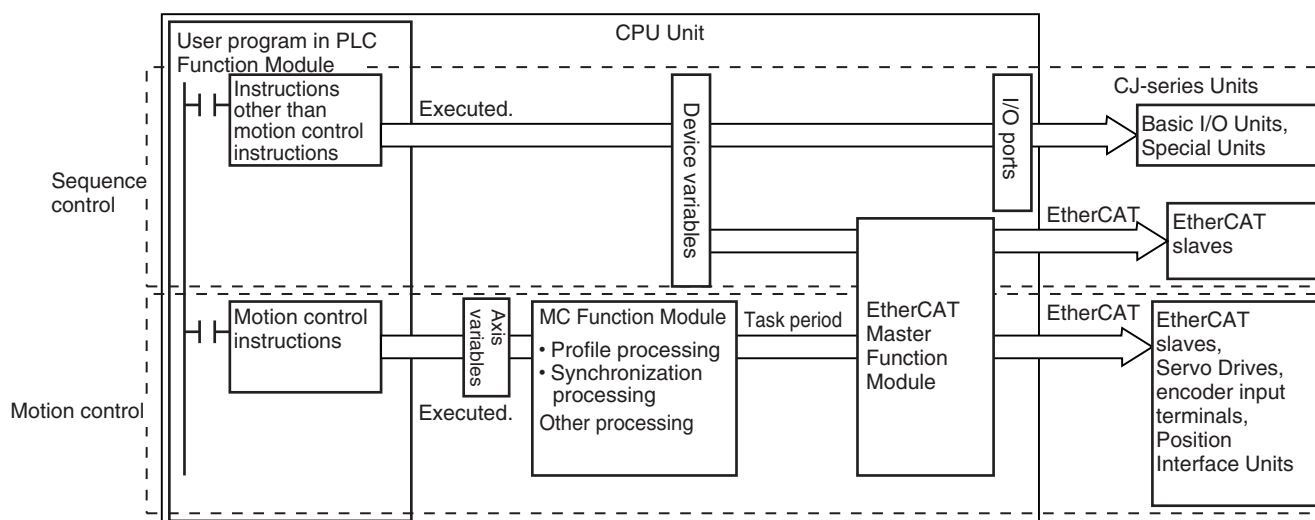 CPU Unit
User program in PLC
Function Module
Instructions
other than
motion control
instructions
Executed.
Device variables
I/O ports
CJ-series Units
Basic I/O Units,
Special Units
Sequence
control
EtherCAT
EtherCAT
slaves
Motion control
instructions
Axis
variables
Executed.
MC Function Module
• Profile processing
• Synchronization
processing
Other processing
Task period
EtherCAT
Master
Function
Module
EtherCAT
EtherCAT
slaves,
Servo Drives,
encoder input
terminals,
Position
Interface Units
Motion control